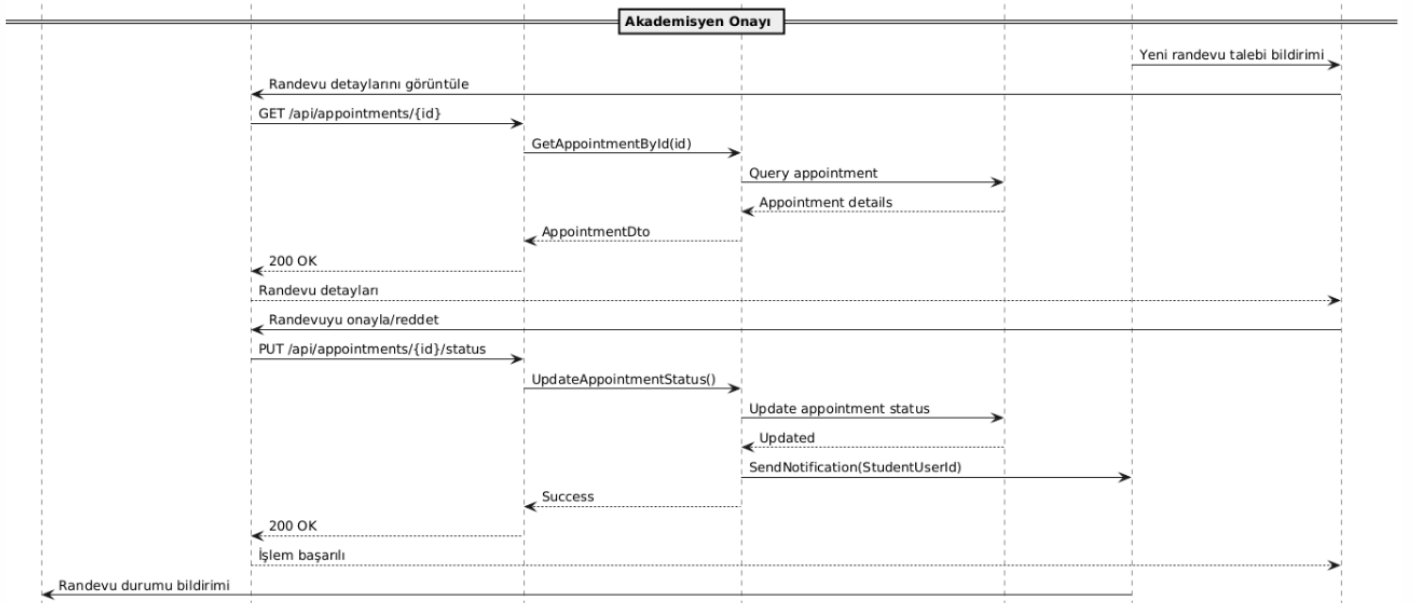 Akademisyen Onayı
Yeni randevu talebi bildirimi
Randevu detaylarını görüntüle
GET /api/appointments/{id}
GetAppointmentById(id)
Query appointment
Appointment details
AppointmentDto
200 OK
Randevu detayları
Randevuyu onayla/reddet
PUT /api/appointments/{id}/status
UpdateAppointmentStatus()
Update appointment status
Updated
SendNotification(StudentUserId)
Success
200 OK
İşlem başarılı
Randevu durumu bildirimi